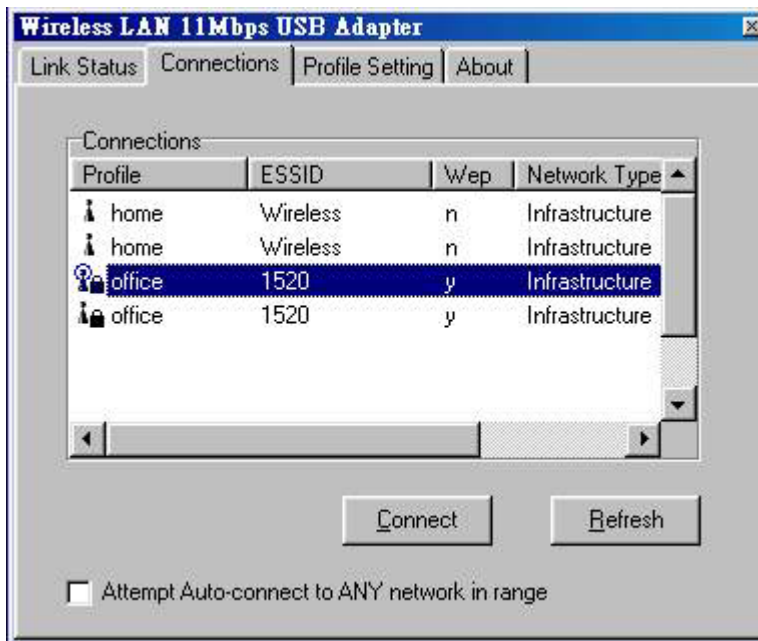 Wireless LAN 11Mbps USB Adapter
Link Status Connections Profile Setting About
Connections
Profile ESSID Wep Network Type
home Wireless n Infrastructure
home Wireless n Infrastructure
office 1520 y Infrastructure
office 1520 y Infrastructure
Connect Refresh
Attempt Auto-connect to ANY network in range